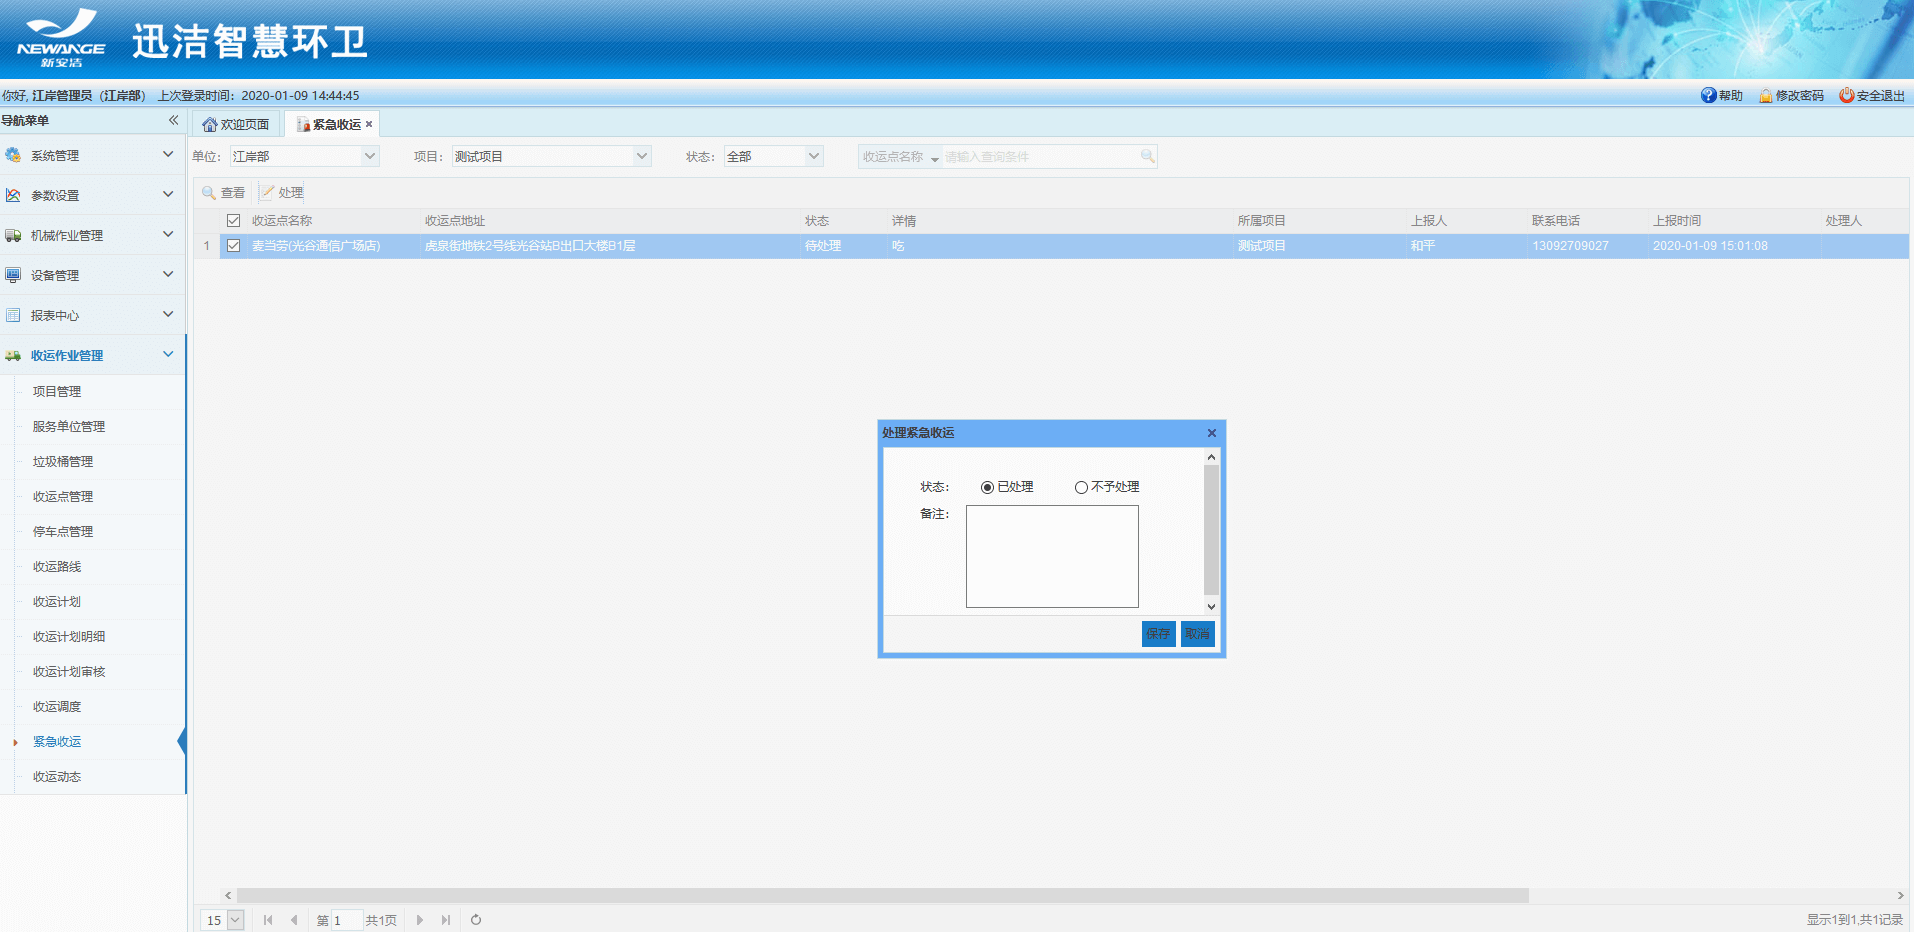 NEWANGE
新安洁
迅洁智慧环卫
你好, 江岸管理员（江岸部） 上次登录时间：2020-01-09 14:44:45
帮助 修改密码 安全退出
导航菜单
系统管理
参数设置
机械作业管理
设备管理
报表中心
收运作业管理
项目管理
服务单位管理
垃圾桶管理
收运点管理
停车点管理
收运路线
收运计划
收运计划明细
收运计划审核
收运调度
紧急收运
收运动态
欢迎页面 紧急收运
单位： 江岸部 项目： 测试项目 状态： 全部 收运点名称 请输入查询条件
查看 处理
收运点名称 收运点地址 状态 详情 所属项目 上报人 联系电话 上报时间 处理人
1 麦当劳(光谷通信广场店) 虎泉街地铁2号线光谷站B出口大楼B1层 待处理 吃 测试项目 和平 13092709027 2020-01-09 15:01:08
处理紧急收运
状态： 已处理 不予处理
备注：
保存 取消
15 第 1 共1页 显示1到1,共1记录